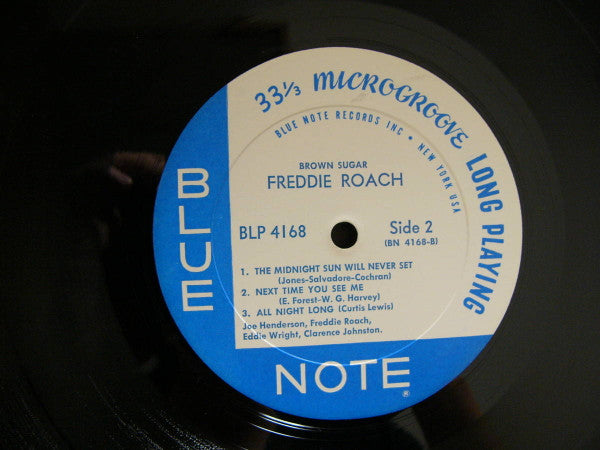 33⅓ MICROGROOVE LONG PLAYING
BLUE NOTE RECORDS INC • NEW YORK USA
BROWN SUGAR
FREDDIE ROACH
BLP 4168
Side 2
(BN 4168-B)
1. THE MIDNIGHT SUN WILL NEVER SET
(Jones-Salvadore-Cochran)
2. NEXT TIME YOU SEE ME
(E. Forest-W. G. Harvey)
3. ALL NIGHT LONG (Curtis Lewis)
Joe Henderson, Freddie Roach,
Eddie Wright, Clarence Johnston.
BLUE
NOTE®